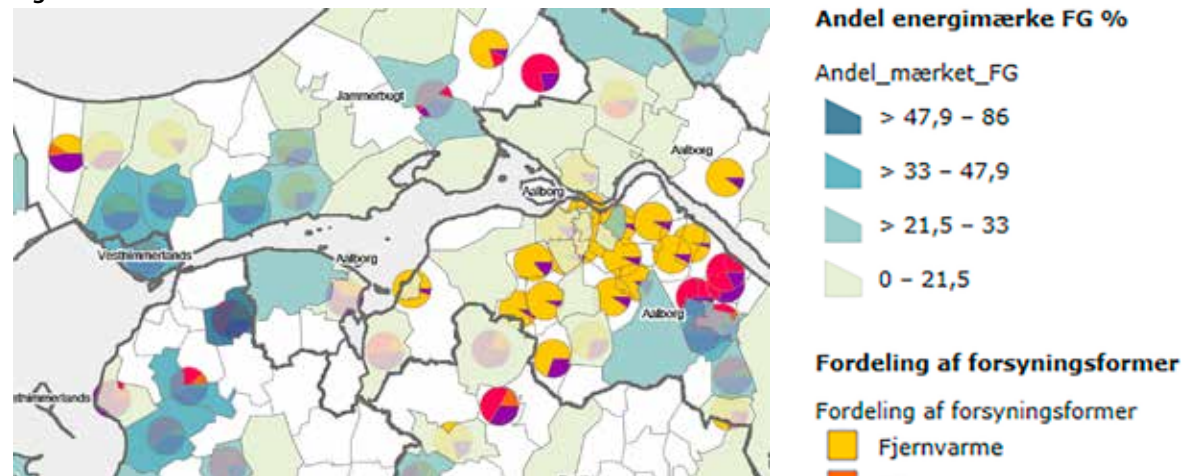 Jammerbugt
Aalborg
Aalborg
Vesthimmerlands
Aalborg
Aalborg
sthimmerlands
Andel energimærke FG %
Andel_mærket_FG
> 47,9 – 86
> 33 – 47,9
> 21,5 – 33
0 – 21,5
Fordeling af forsyningsformer
Fordeling af forsyningsformer
Fjernvarme